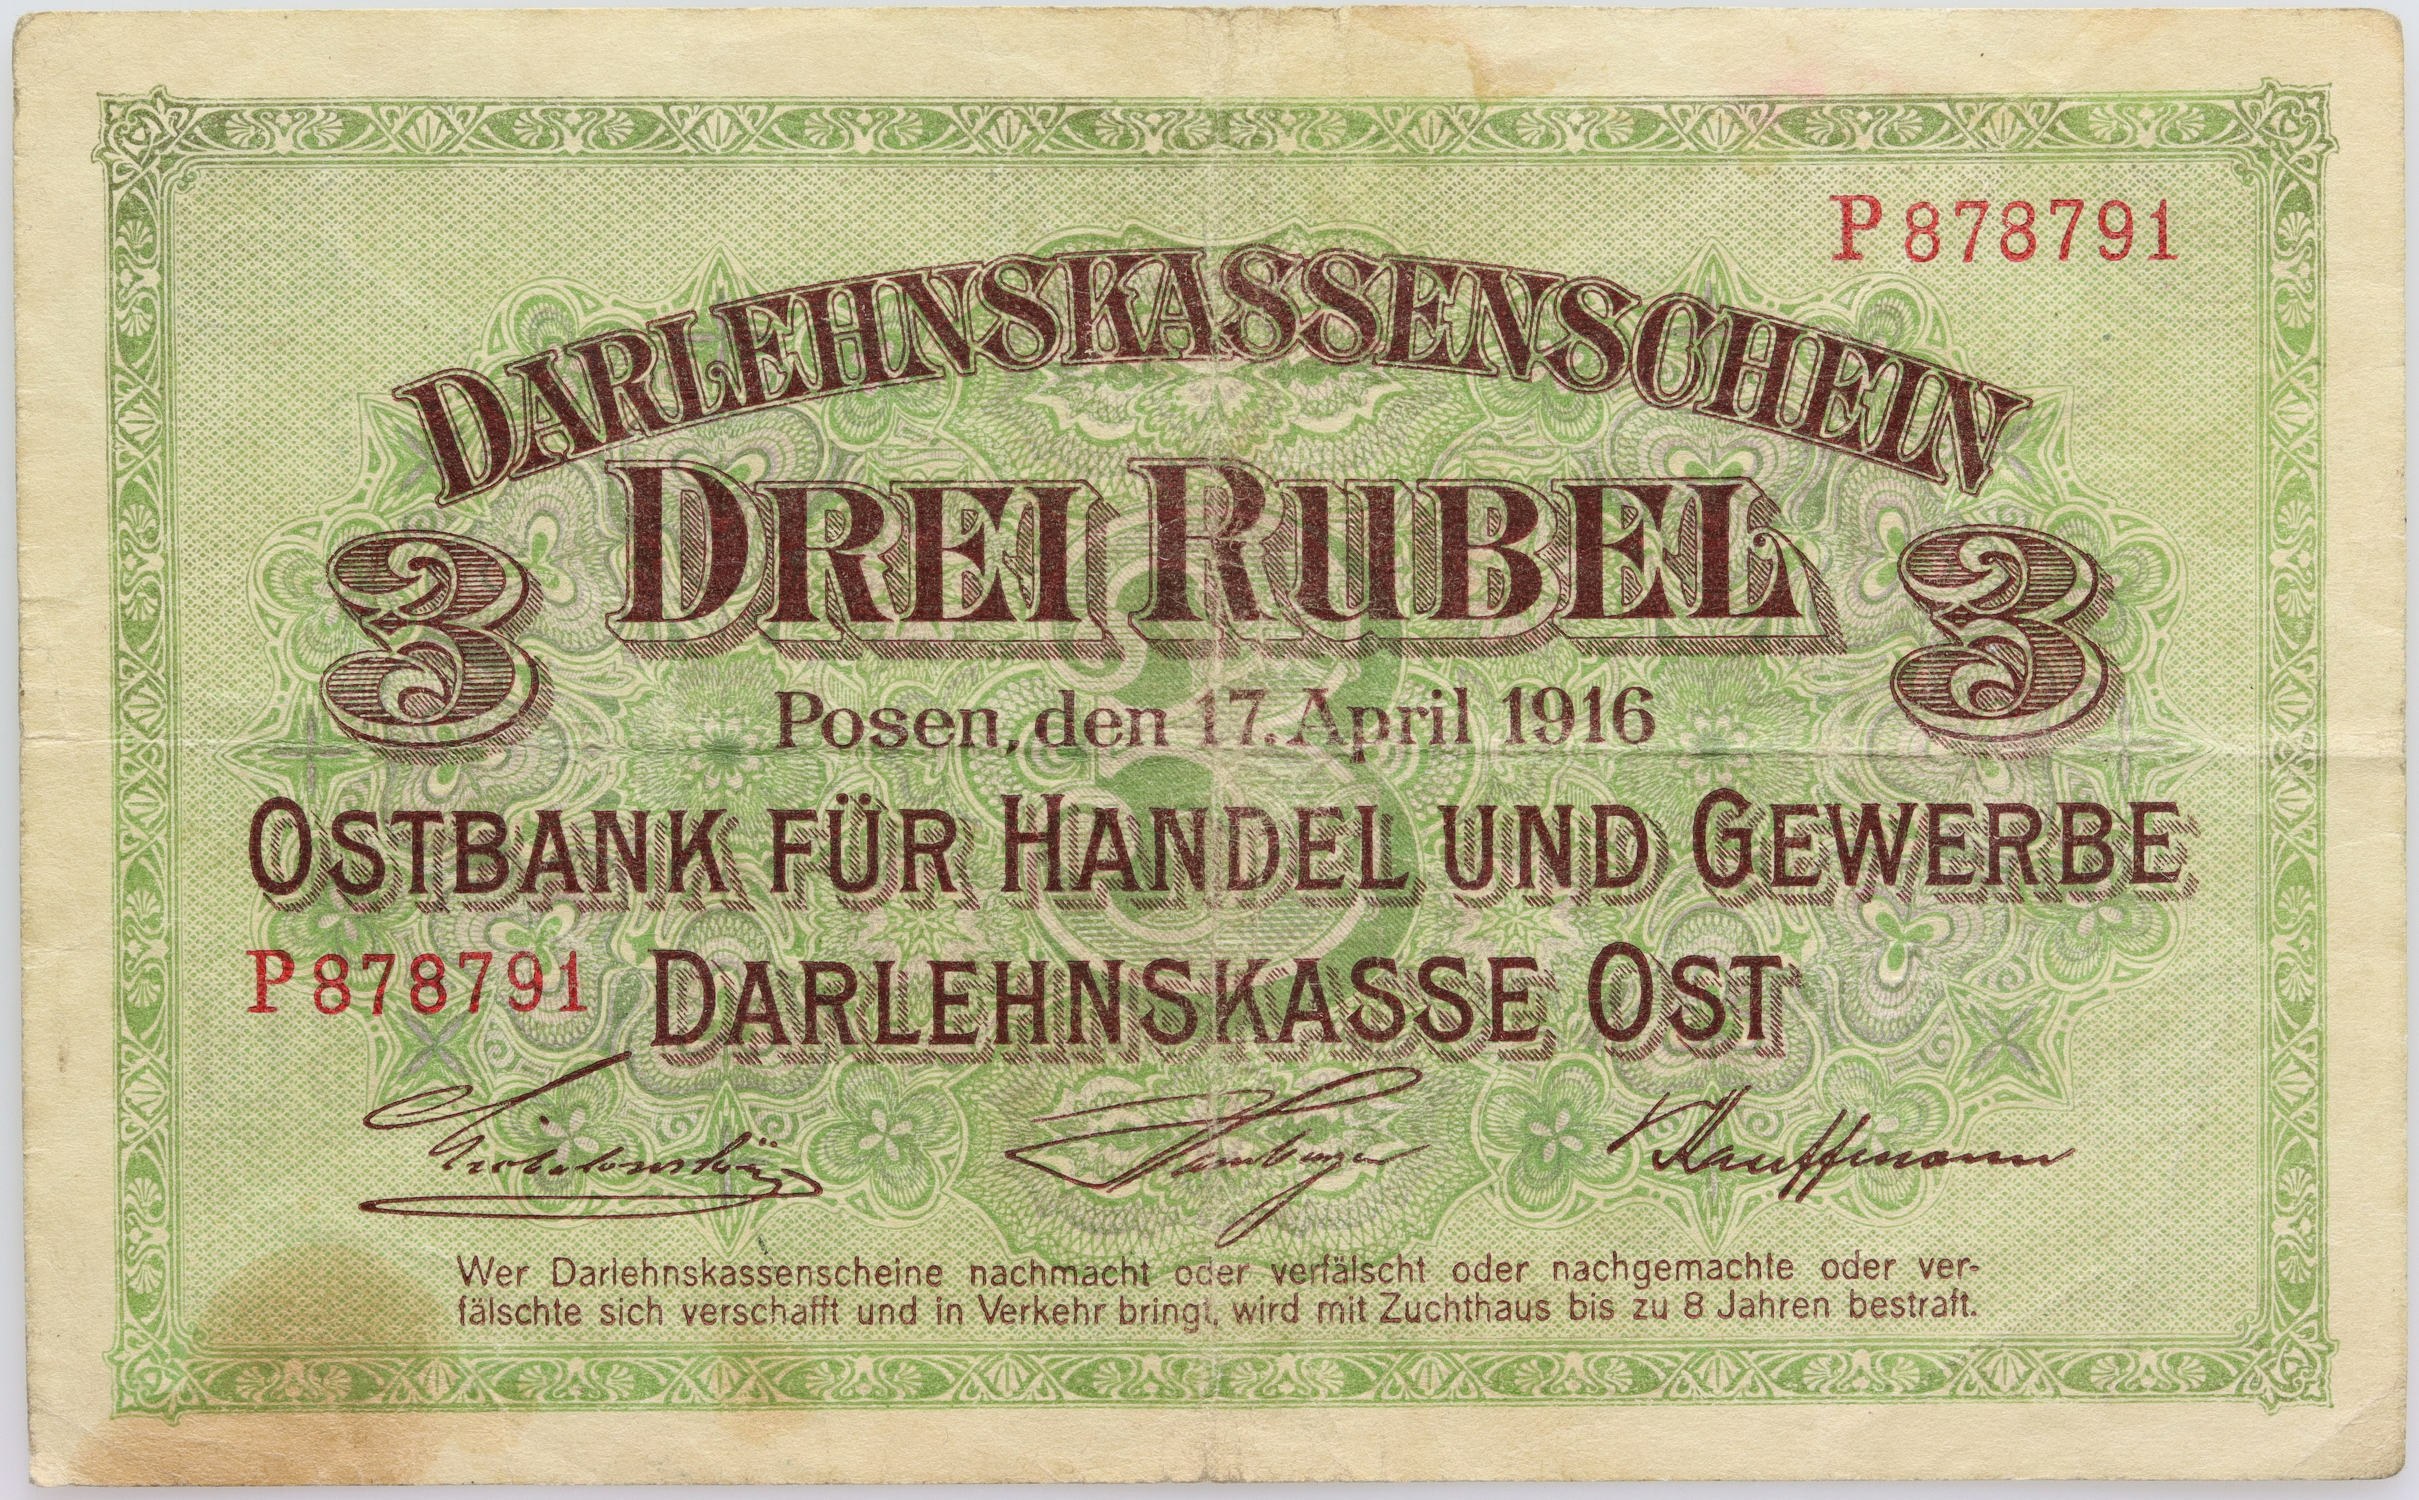 P 878791
DARLEHNSKASSENSCHEIN
DREI RUBEL
3 3
Posen, den 17. April 1916
OSTBANK FÜR HANDEL UND GEWERBE
P 878791 DARLEHNSKASSE OST
Hamburger Kauffmann
Wer Darlehnskassenscheine nachmacht oder verfälscht oder nachgemachte oder ver-
fälschte sich verschafft und in Verkehr bringt, wird mit Zuchthaus bis zu 8 Jahren bestraft.